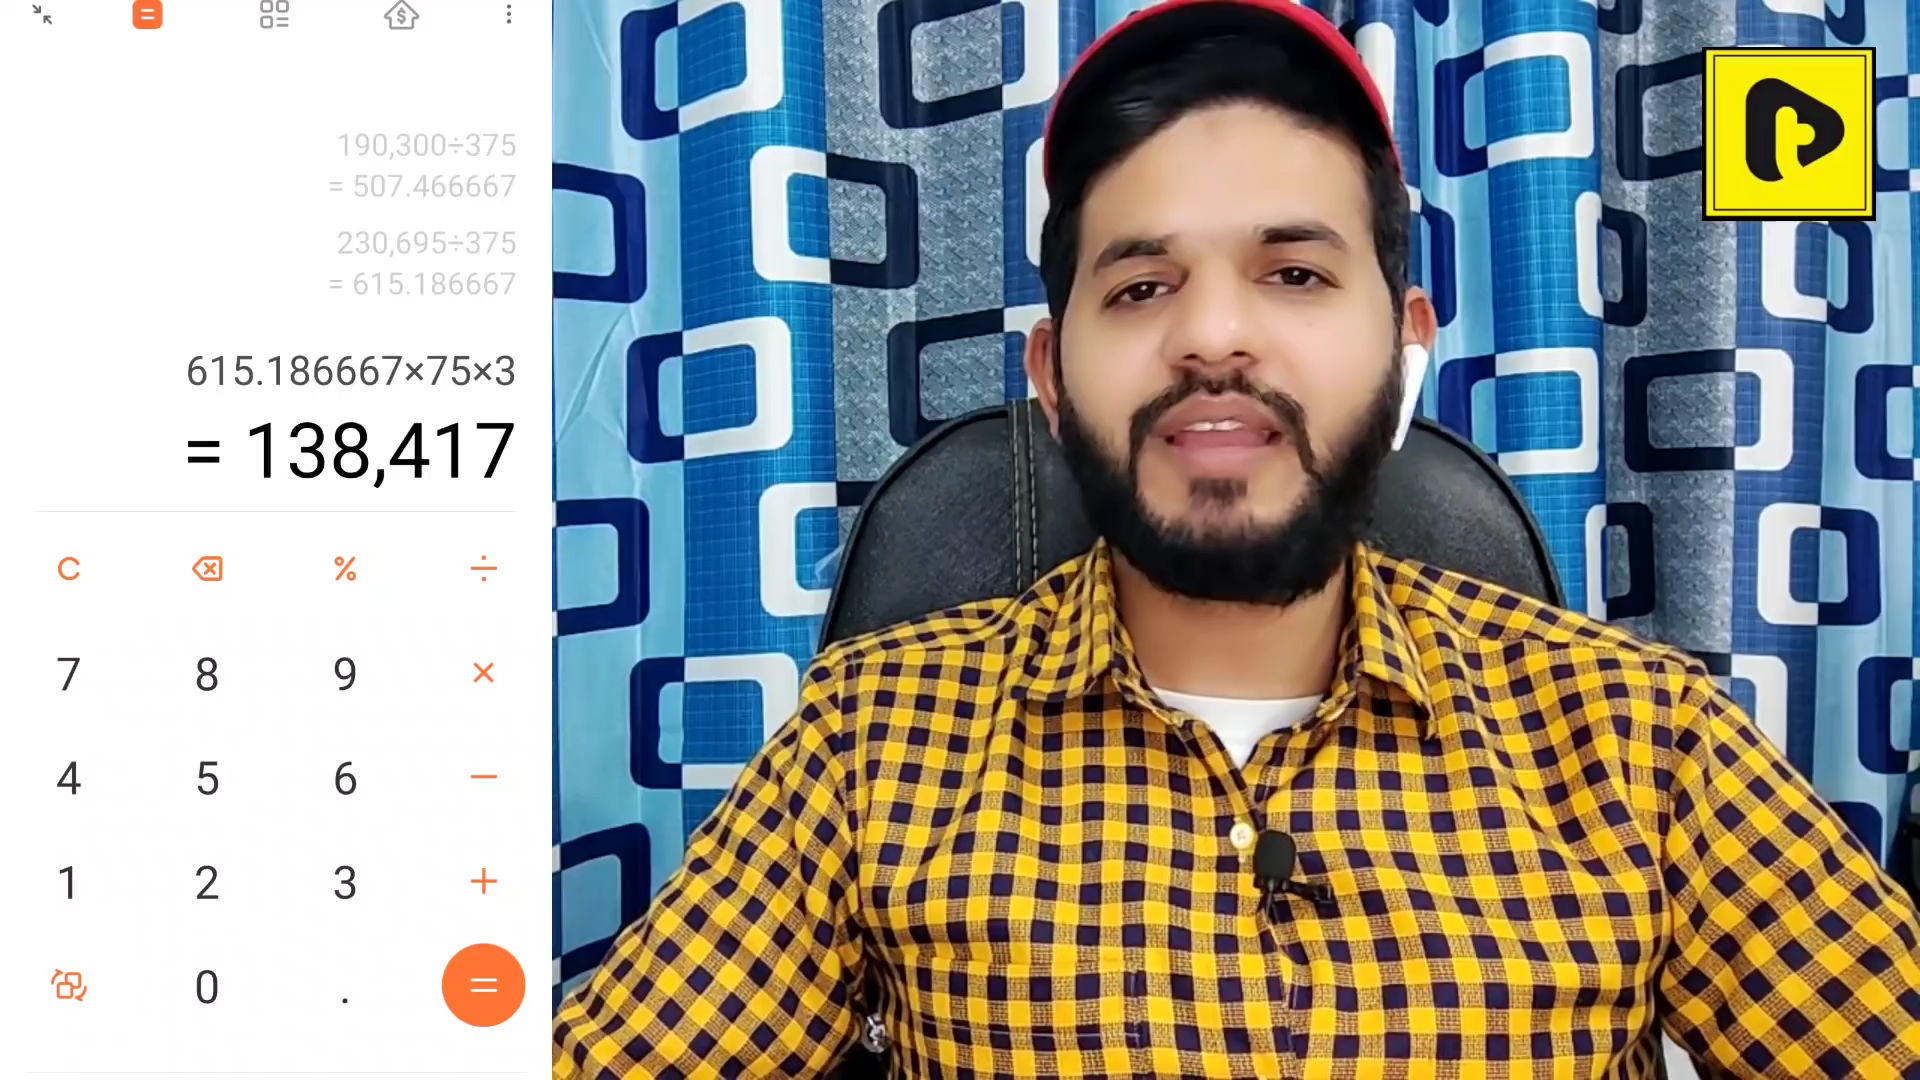 190,300÷375
= 507.466667
230,695÷375
= 615.186667
615.186667×75×3
= 138,417
C % ÷
7 8 9 ×
4 5 6 −
1 2 3 +
0 . =